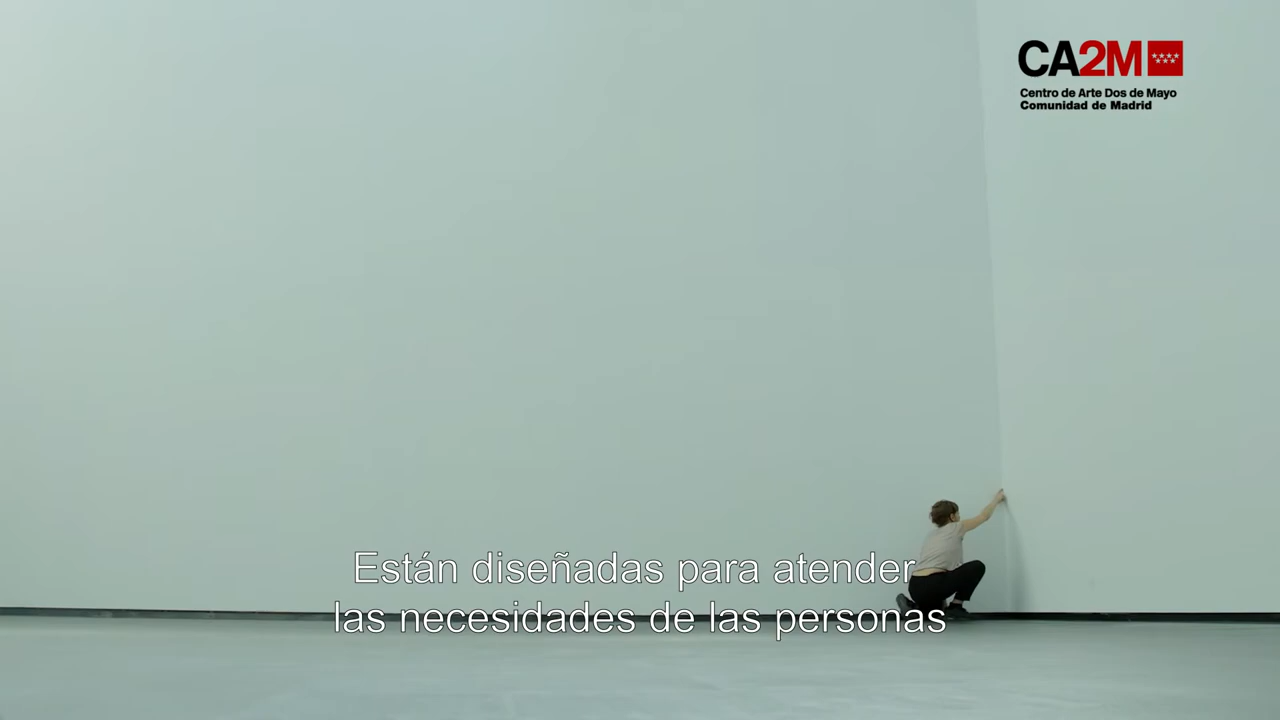 CA2M
Centro de Arte Dos de Mayo
Comunidad de Madrid
Están diseñadas para atender
las necesidades de las personas